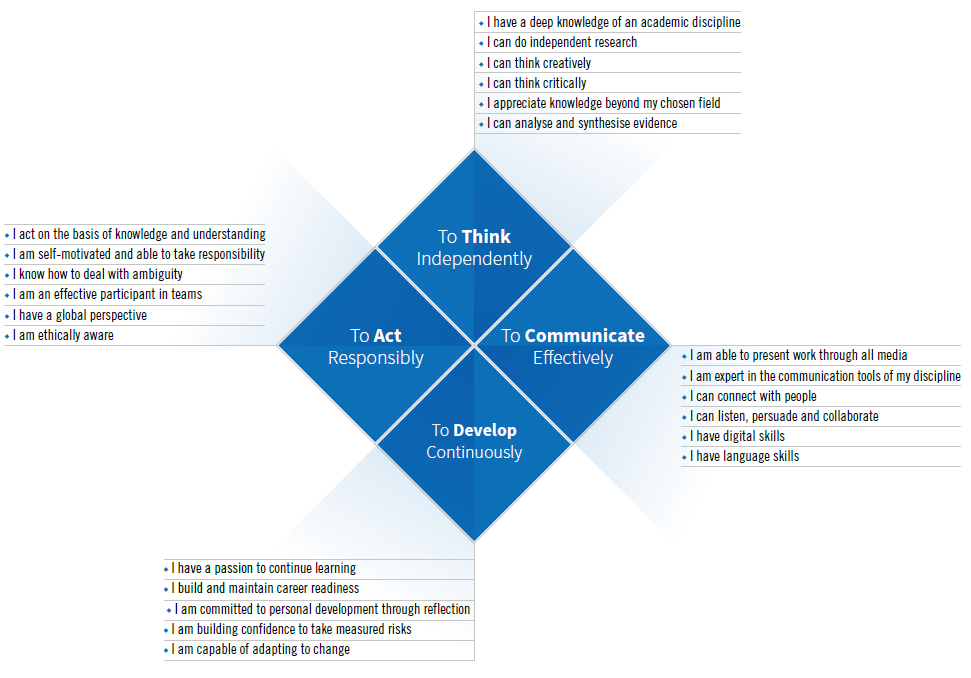 • I have a deep knowledge of an academic discipline
• I can do independent research
• I can think creatively
• I can think critically
• I appreciate knowledge beyond my chosen field
• I can analyse and synthesise evidence
To Think
Independently
• I act on the basis of knowledge and understanding
• I am self-motivated and able to take responsibility
• I know how to deal with ambiguity
• I am an effective participant in teams
• I have a global perspective
• I am ethically aware
To Act
Responsibly
To Communicate
Effectively
• I am able to present work through all media
• I am expert in the communication tools of my discipline
• I can connect with people
• I can listen, persuade and collaborate
• I have digital skills
• I have language skills
To Develop
Continuously
• I have a passion to continue learning
• I build and maintain career readiness
• I am committed to personal development through reflection
• I am building confidence to take measured risks
• I am capable of adapting to change